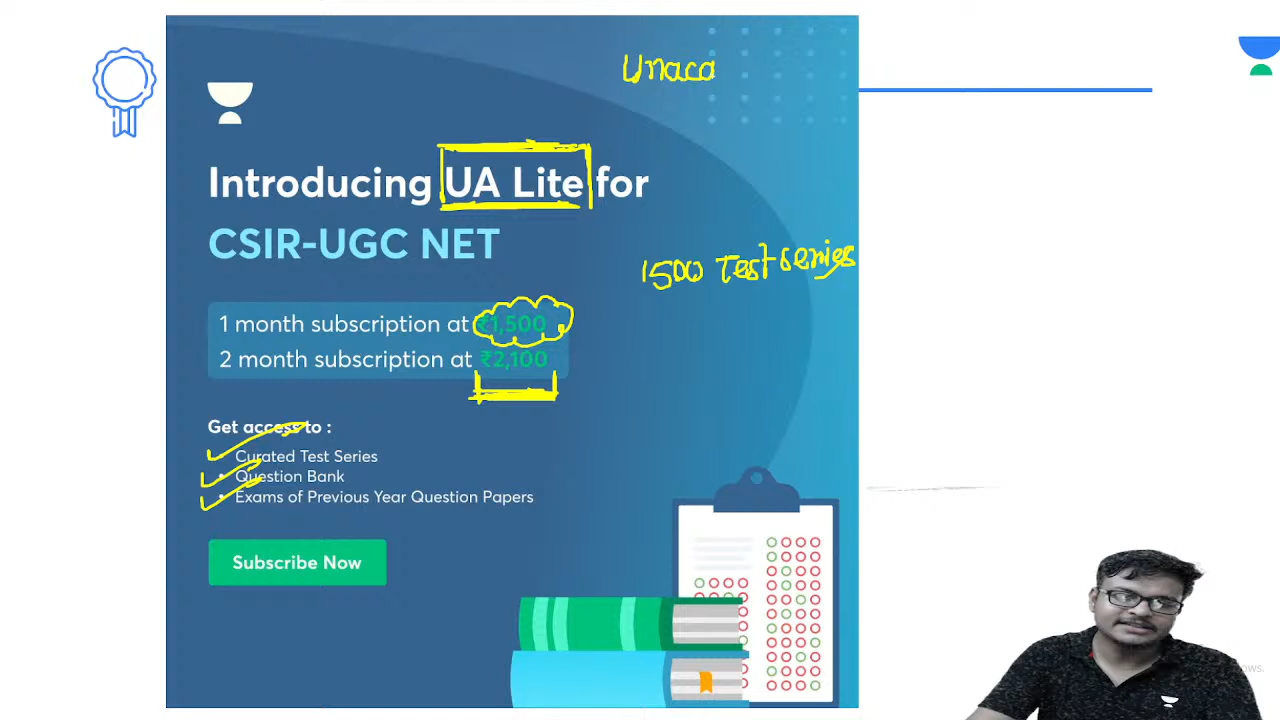 Unaca
Introducing UA Lite for
CSIR-UGC NET
1500 Test series
1 month subscription at ₹1,500
2 month subscription at ₹2,100
Get access to :
• Curated Test Series
• Question Bank
• Exams of Previous Year Question Papers
Subscribe Now
ows.